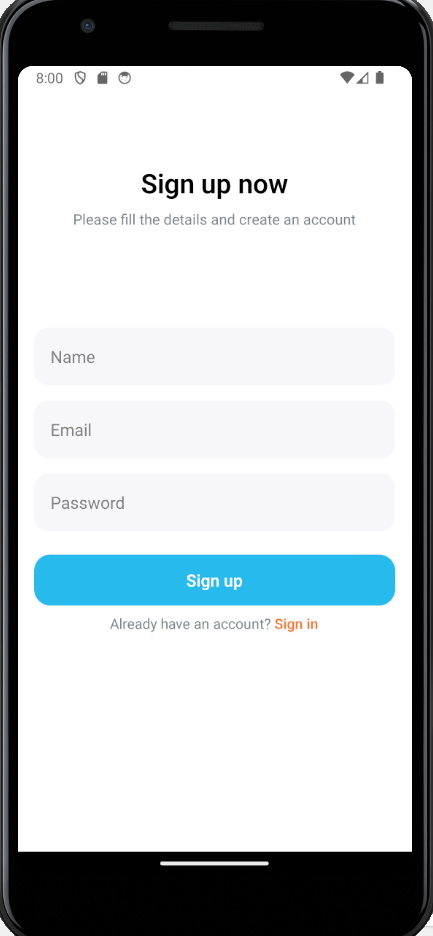 8:00
Sign up now
Please fill the details and create an account
Name
Email
Password
Sign up
Already have an account? Sign in